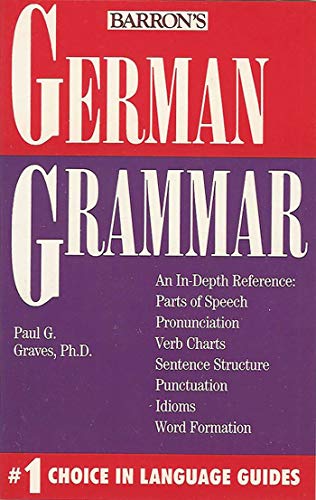 BARRON'S
GERMAN
GRAMMAR
An In-Depth Reference:
Parts of Speech
Pronunciation
Verb Charts
Sentence Structure
Punctuation
Idioms
Word Formation
Paul G.
Graves, Ph.D.
#1 CHOICE IN LANGUAGE GUIDES